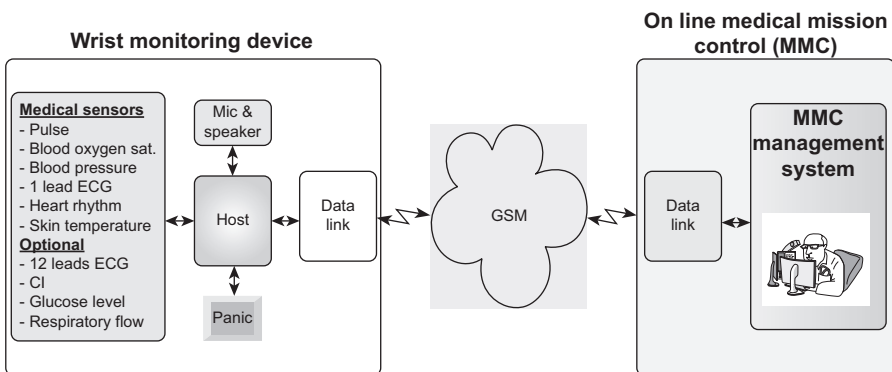 Wrist monitoring device
Medical sensors
- Pulse
- Blood oxygen sat.
- Blood pressure
- 1 lead ECG
- Heart rhythm
- Skin temperature
Optional
- 12 leads ECG
- CI
- Glucose level
- Respiratory flow
Mic &
speaker
Host
Panic
Data
link
GSM
On line medical mission
control (MMC)
Data
link
MMC
management
system